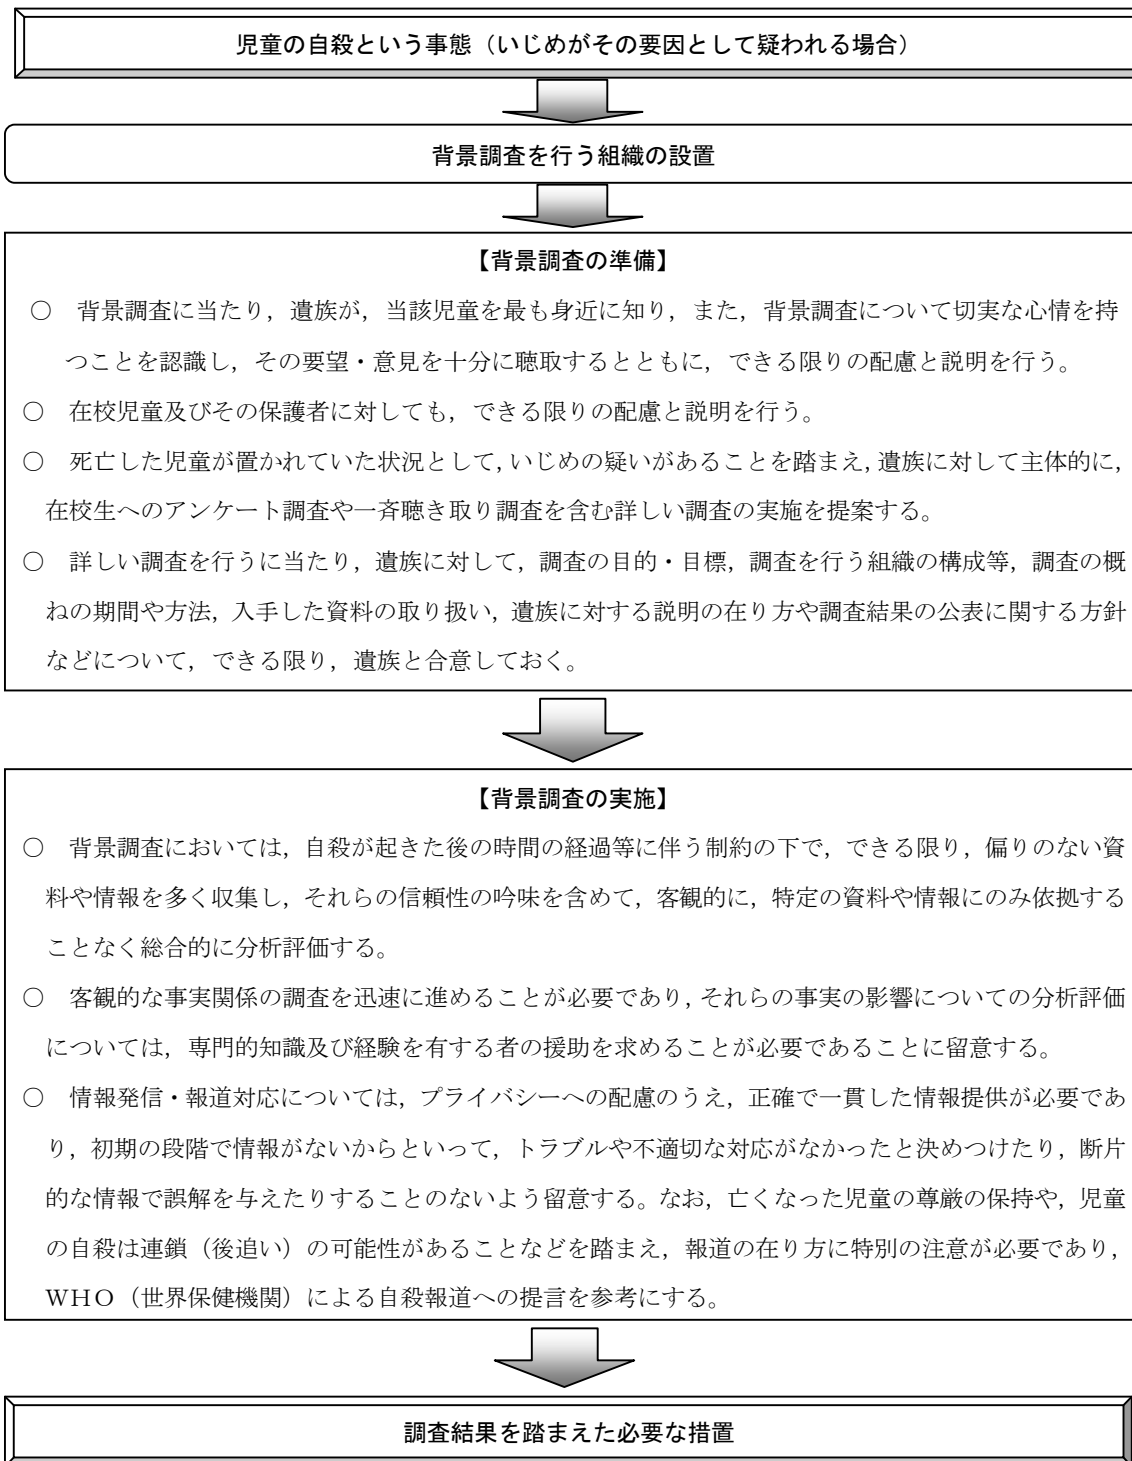 児童の自殺という事態（いじめがその要因として疑われる場合）
背景調査を行う組織の設置
【背景調査の準備】
○　背景調査に当たり，遺族が，当該児童を最も身近に知り，また，背景調査について切実な心情を持
つことを認識し，その要望・意見を十分に聴取するとともに，できる限りの配慮と説明を行う。
○　在校児童及びその保護者に対しても，できる限りの配慮と説明を行う。
○　死亡した児童が置かれていた状況として，いじめの疑いがあることを踏まえ，遺族に対して主体的に，
在校生へのアンケート調査や一斉聴き取り調査を含む詳しい調査の実施を提案する。
○　詳しい調査を行うに当たり，遺族に対して，調査の目的・目標，調査を行う組織の構成等，調査の概
ねの期間や方法，入手した資料の取り扱い，遺族に対する説明の在り方や調査結果の公表に関する方針
などについて，できる限り，遺族と合意しておく。
【背景調査の実施】
○　背景調査においては，自殺が起きた後の時間の経過等に伴う制約の下で，できる限り，偏りのない資
料や情報を多く収集し，それらの信頼性の吟味を含めて，客観的に，特定の資料や情報にのみ依拠する
ことなく総合的に分析評価する。
○　客観的な事実関係の調査を迅速に進めることが必要であり，それらの事実の影響についての分析評価
については，専門的知識及び経験を有する者の援助を求めることが必要であることに留意する。
○　情報発信・報道対応については，プライバシーへの配慮のうえ，正確で一貫した情報提供が必要であ
り，初期の段階で情報がないからといって，トラブルや不適切な対応がなかったと決めつけたり，断片
的な情報で誤解を与えたりすることのないよう留意する。なお，亡くなった児童の尊厳の保持や，児童
の自殺は連鎖（後追い）の可能性があることなどを踏まえ，報道の在り方に特別の注意が必要であり，
ＷＨＯ（世界保健機関）による自殺報道への提言を参考にする。
調査結果を踏まえた必要な措置